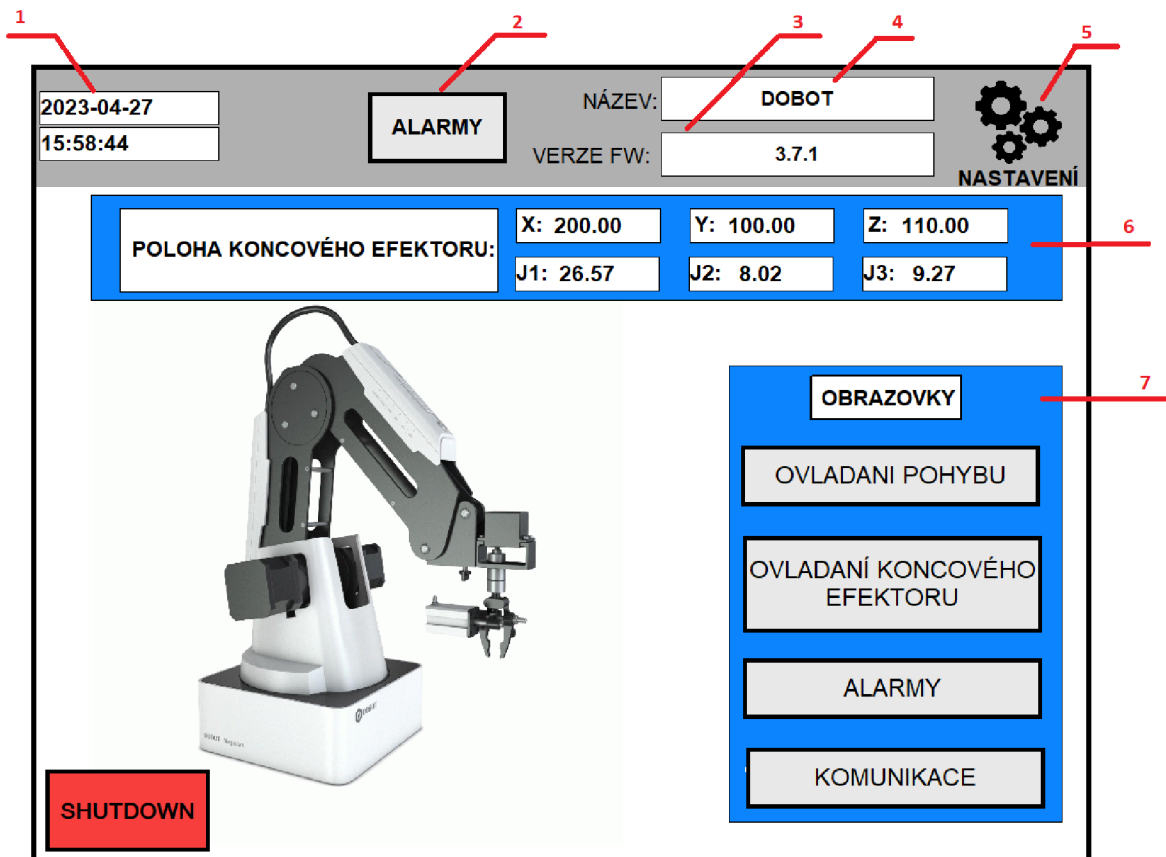 1
2
3
4
5
2023-04-27
15:58:44
ALARMY
NÁZEV:
DOBOT
VERZE FW:
3.7.1
NASTAVENÍ
POLOHA KONCOVÉHO EFEKTORU:
X: 200.00
Y: 100.00
Z: 110.00
J1: 26.57
J2: 8.02
J3: 9.27
6
7
OBRAZOVKY
OVLADANI POHYBU
OVLADANÍ KONCOVÉHO
EFEKTORU
ALARMY
KOMUNIKACE
DOBOT
SHUTDOWN